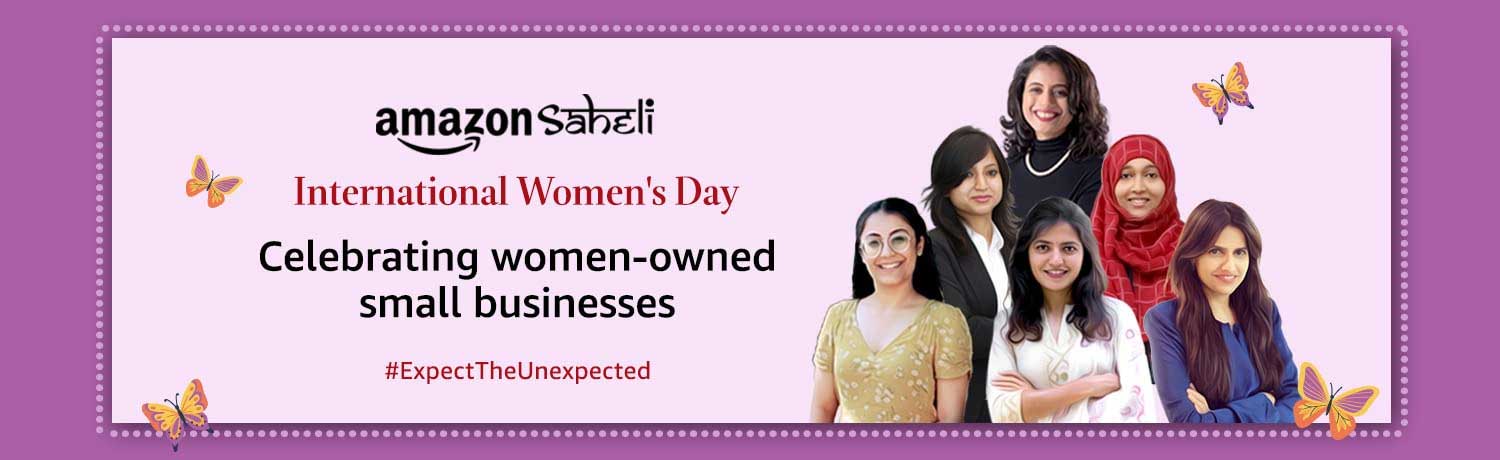 amazon Saheli
International Women's Day
Celebrating women-owned
small businesses
#ExpectTheUnexpected